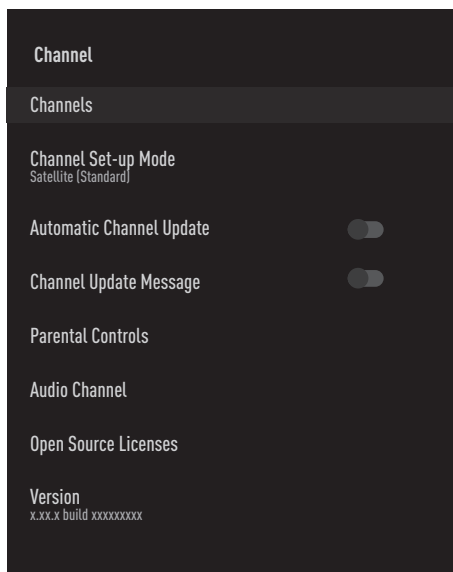 Channel
Channels
Channel Set-up Mode
Satellite (Standard)
Automatic Channel Update
Channel Update Message
Parental Controls
Audio Channel
Open Source Licenses
Version
x.xx.x build xxxxxxxxx